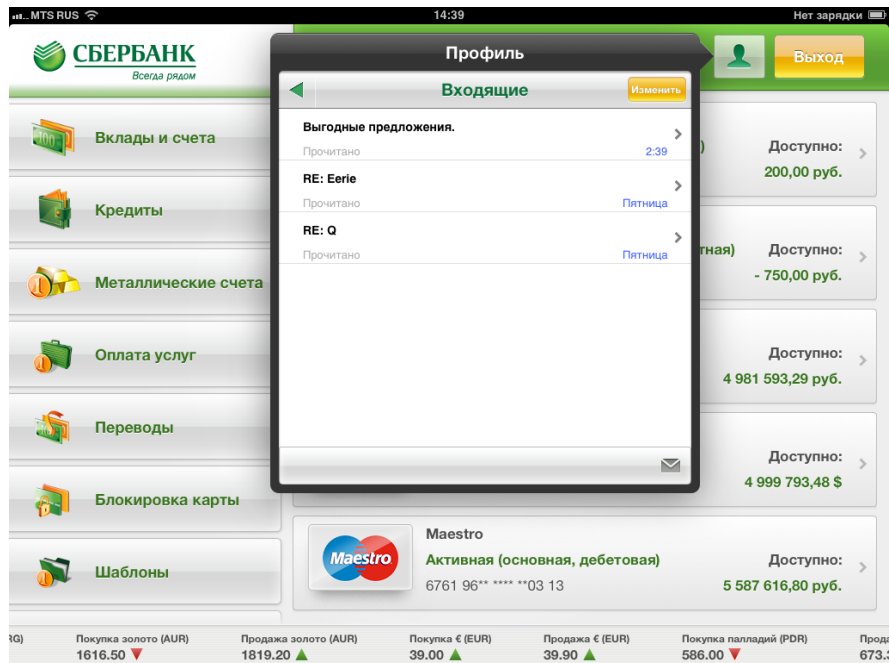 MTS RUS
14:39
Нет зарядки
СБЕРБАНК
Всегда рядом
Профиль
Выход
Входящие
Изменить
Выгодные предложения.
Прочитано
2:39
RE: Eerie
Прочитано
Пятница
RE: Q
Прочитано
Пятница
Вклады и счета
Кредиты
Металлические счета
Оплата услуг
Переводы
Блокировка карты
Шаблоны
)
Доступно:
200,00 руб.
тная)
Доступно:
- 750,00 руб.
Доступно:
4 981 593,29 руб.
Доступно:
4 999 793,48 $
Maestro
Maestro
Активная (основная, дебетовая)
Доступно:
6761 96** **** **03 13
5 587 616,80 руб.
RG)
Покупка золото (AUR)
Продажа золото (AUR)
Покупка € (EUR)
Продажа € (EUR)
Покупка палладий (PDR)
Прода
1616.50
1819.20
39.00
39.90
586.00
673.